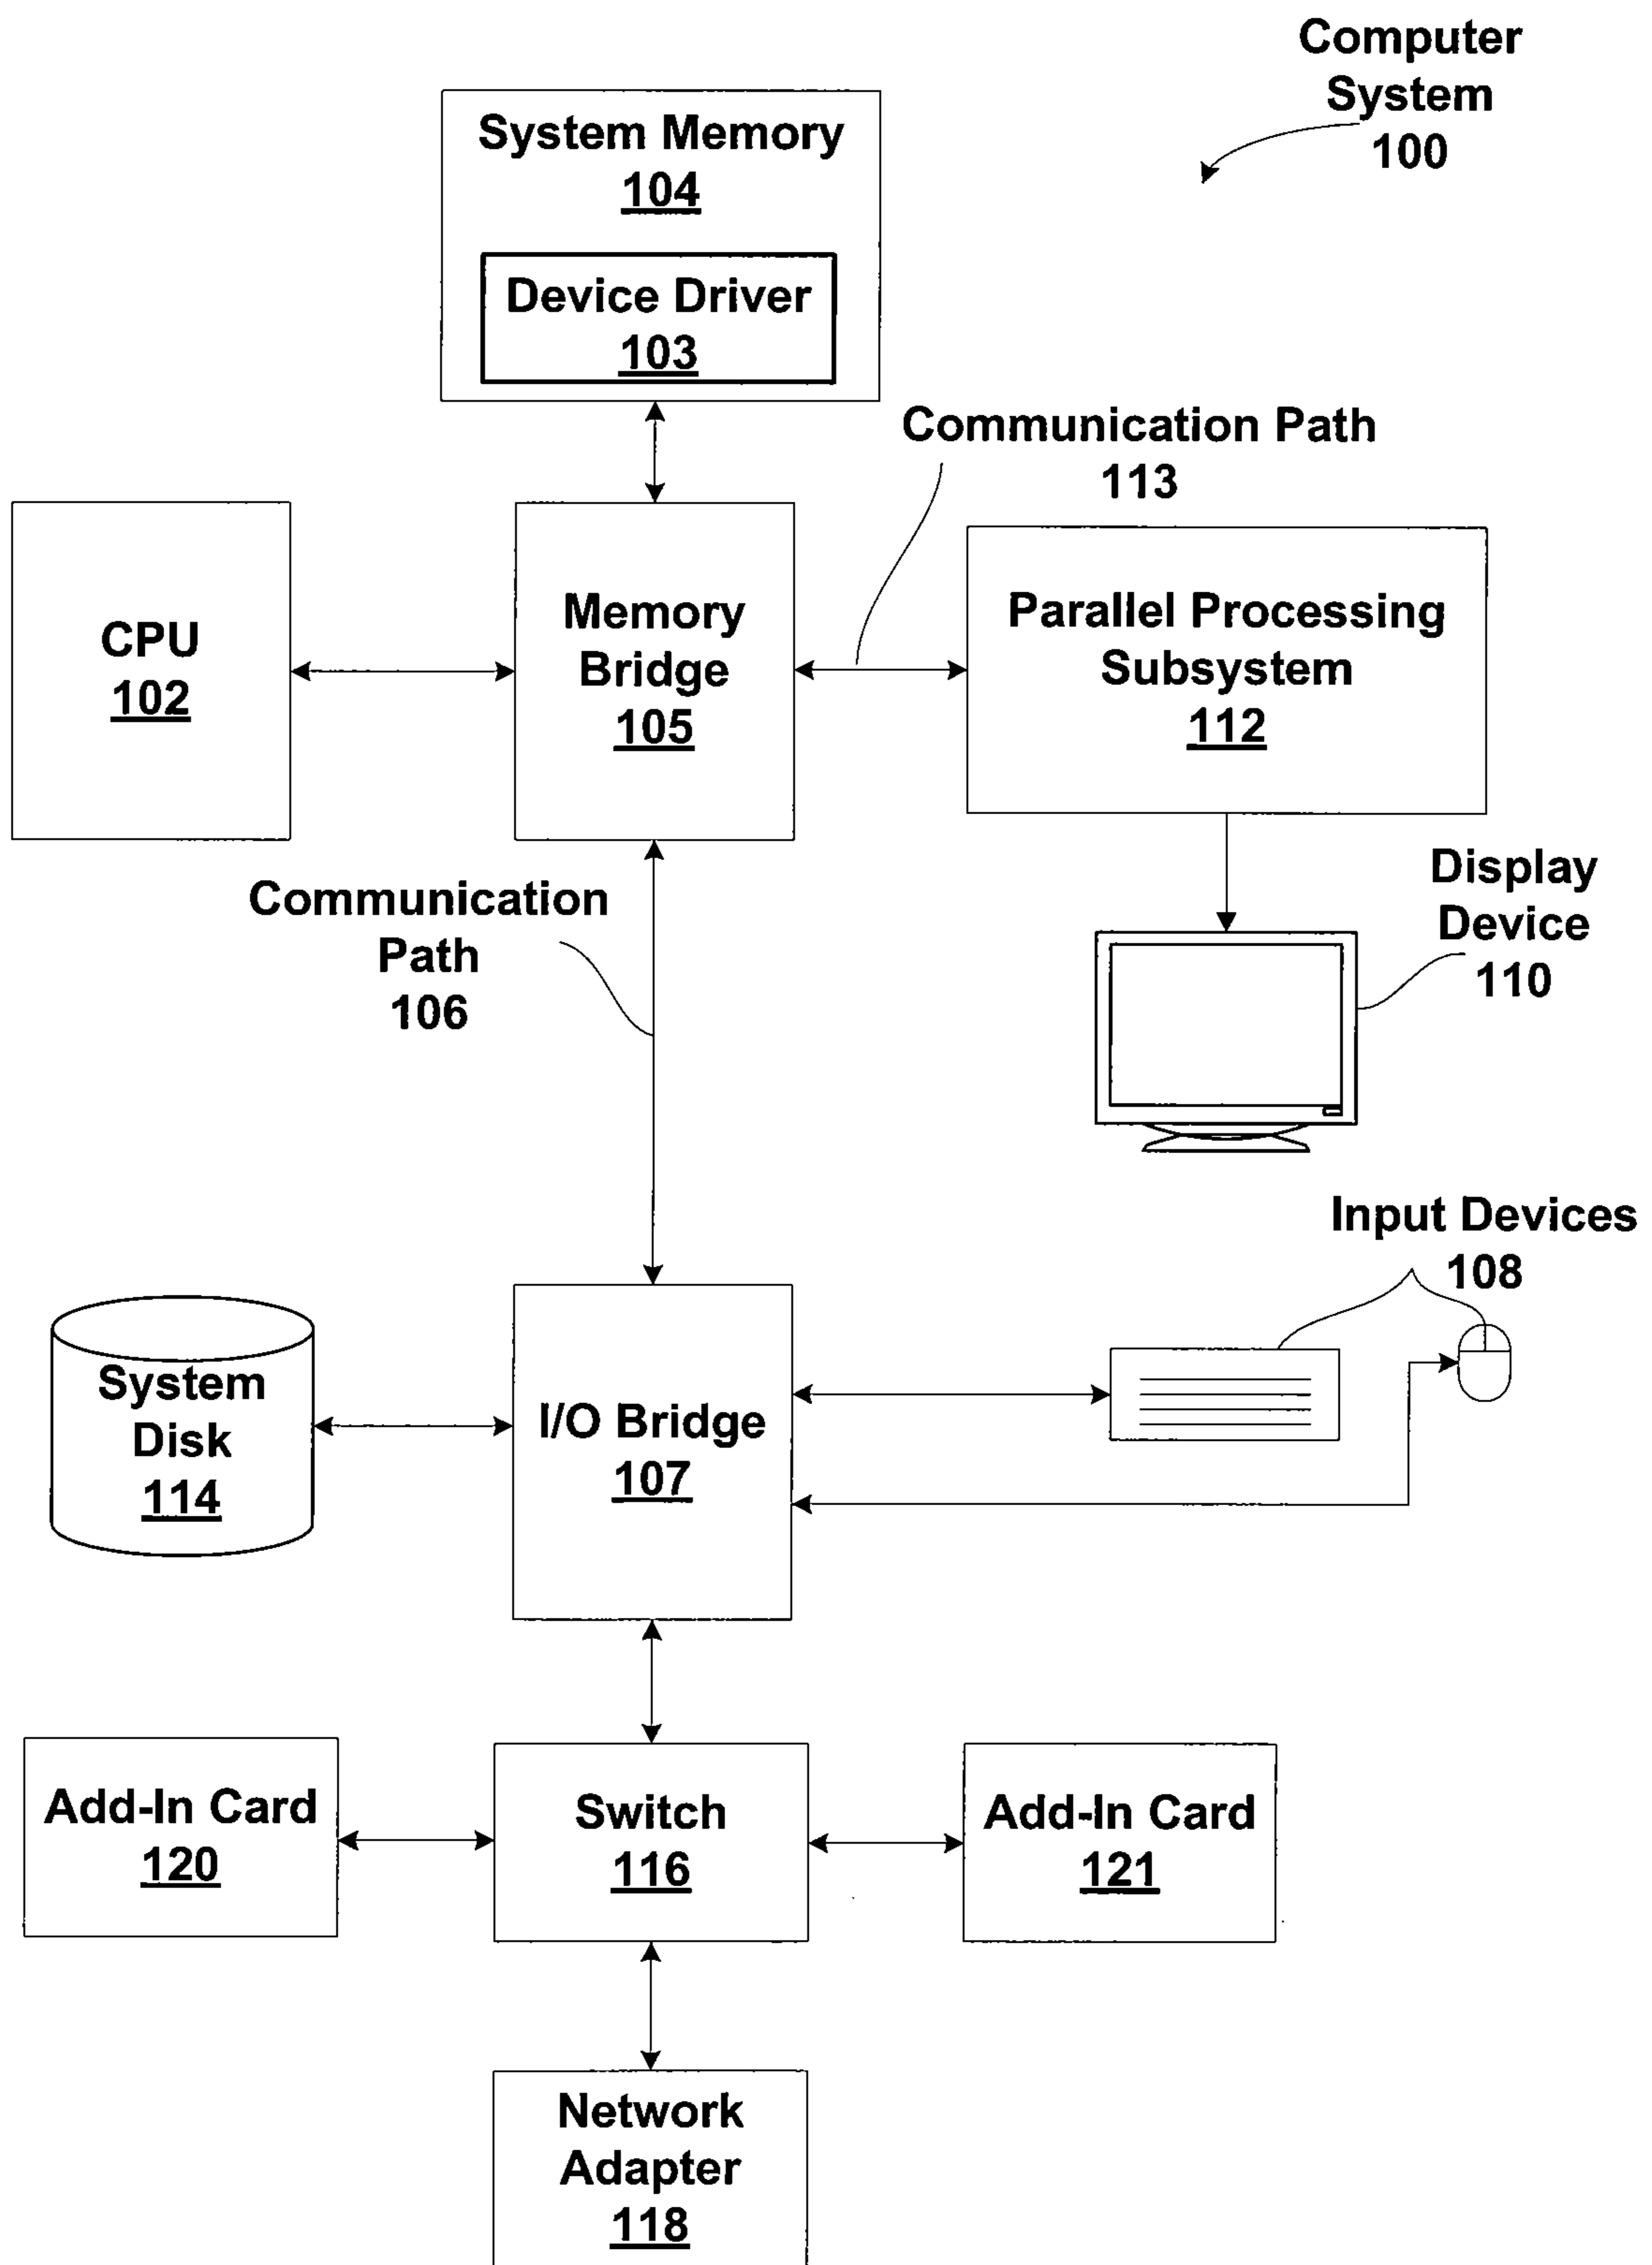 Computer
System
100
System Memory
104
Device Driver
103
Communication Path
113
CPU
102
Memory
Bridge
105
Parallel Processing
Subsystem
112
Communication
Path
106
Display
Device
110
Input Devices
108
System
Disk
114
I/O Bridge
107
Add-In Card
120
Switch
116
Add-In Card
121
Network
Adapter
118